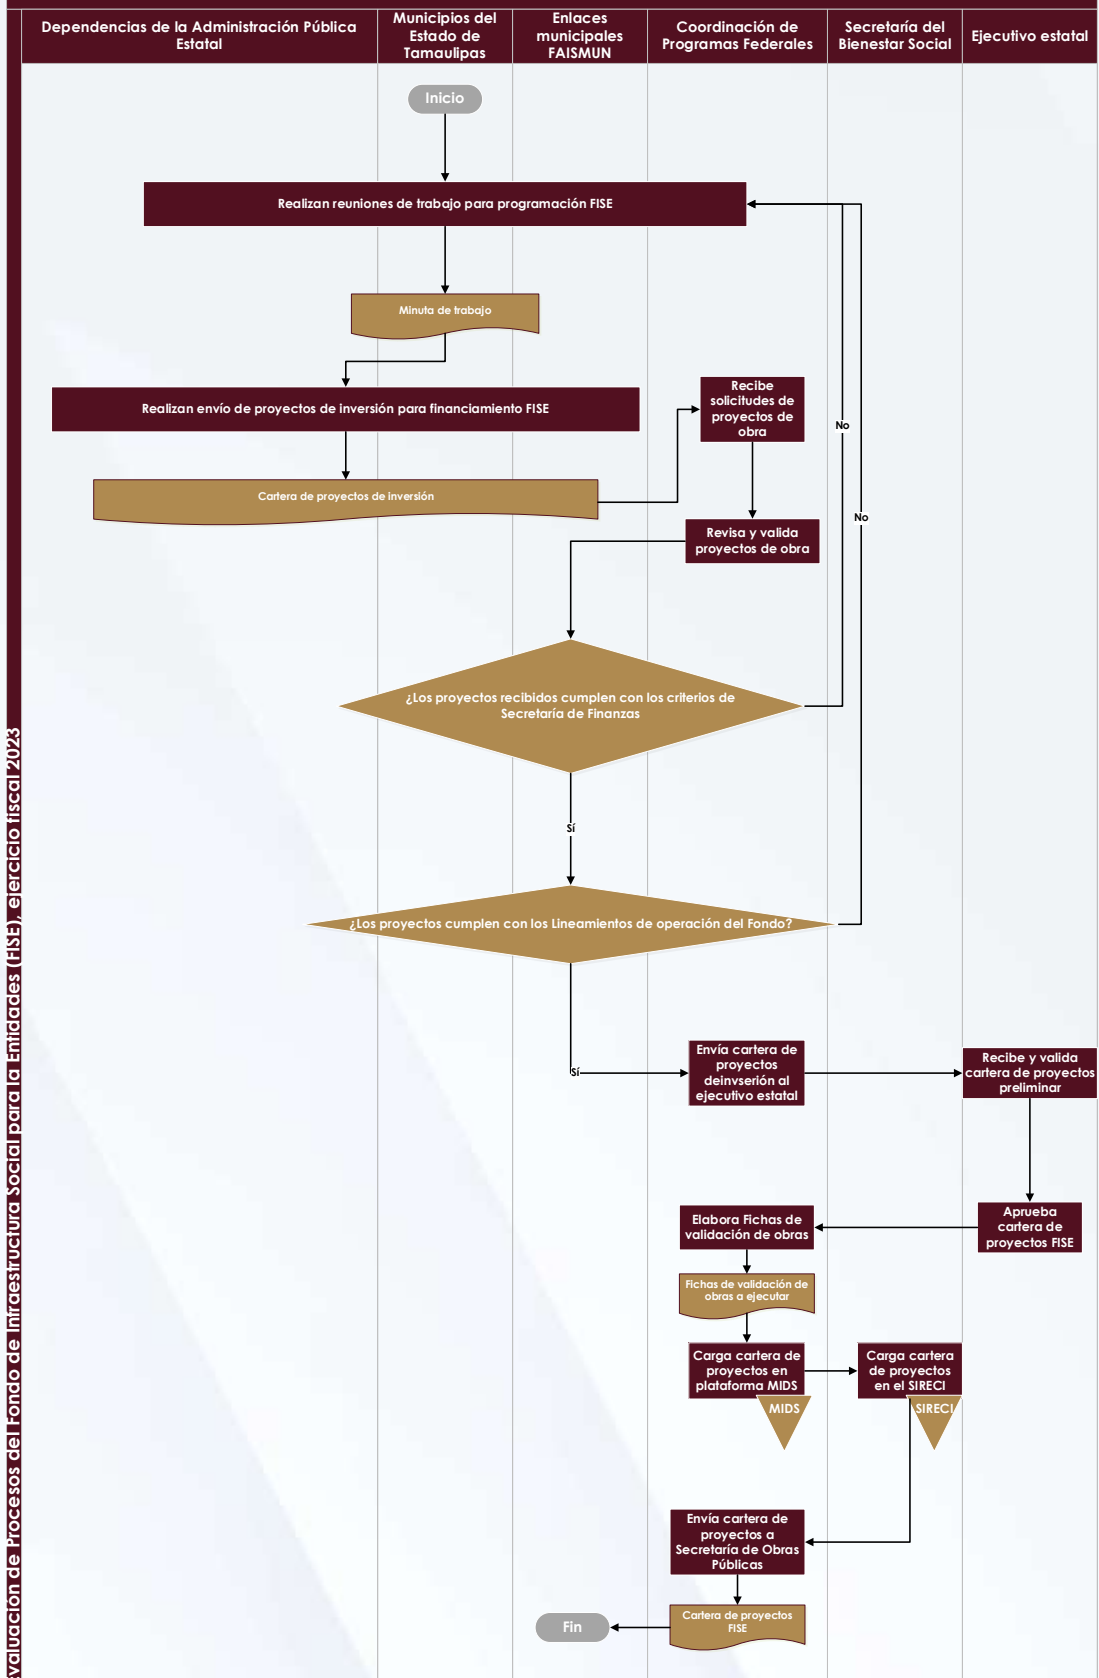 Dependencias de la Administración Pública
Estatal
Municipios del
Estado de
Tamaulipas
Enlaces
municipales
FAISMUN
Coordinación de
Programas Federales
Secretaría del
Bienestar Social
Ejecutivo estatal
valuación de Procesos del Fondo de Infraestructura Social para la Entidades (FISE), ejercicio fiscal 2023
Inicio
Realizan reuniones de trabajo para programación FISE
Minuta de trabajo
Realizan envío de proyectos de inversión para financiamiento FISE
Recibe
solicitudes de
proyectos de
obra
No
Cartera de proyectos de inversión
No
Revisa y valida
proyectos de obra
¿Los proyectos recibidos cumplen con los criterios de
Secretaría de Finanzas
Sí
¿Los proyectos cumplen con los Lineamientos de operación del Fondo?
Sí
Envía cartera de
proyectos
deinvserión al
ejecutivo estatal
Recibe y valida
cartera de proyectos
preliminar
Aprueba
cartera de
proyectos FISE
Elabora Fichas de
validación de obras
Fichas de validación de
obras a ejecutar
Carga cartera de
proyectos en
plataforma MIDS
MIDS
Carga cartera
de proyectos
en el SIRECI
SIRECI
Envía cartera de
proyectos a
Secretaría de Obras
Públicas
Cartera de proyectos
FISE
Fin